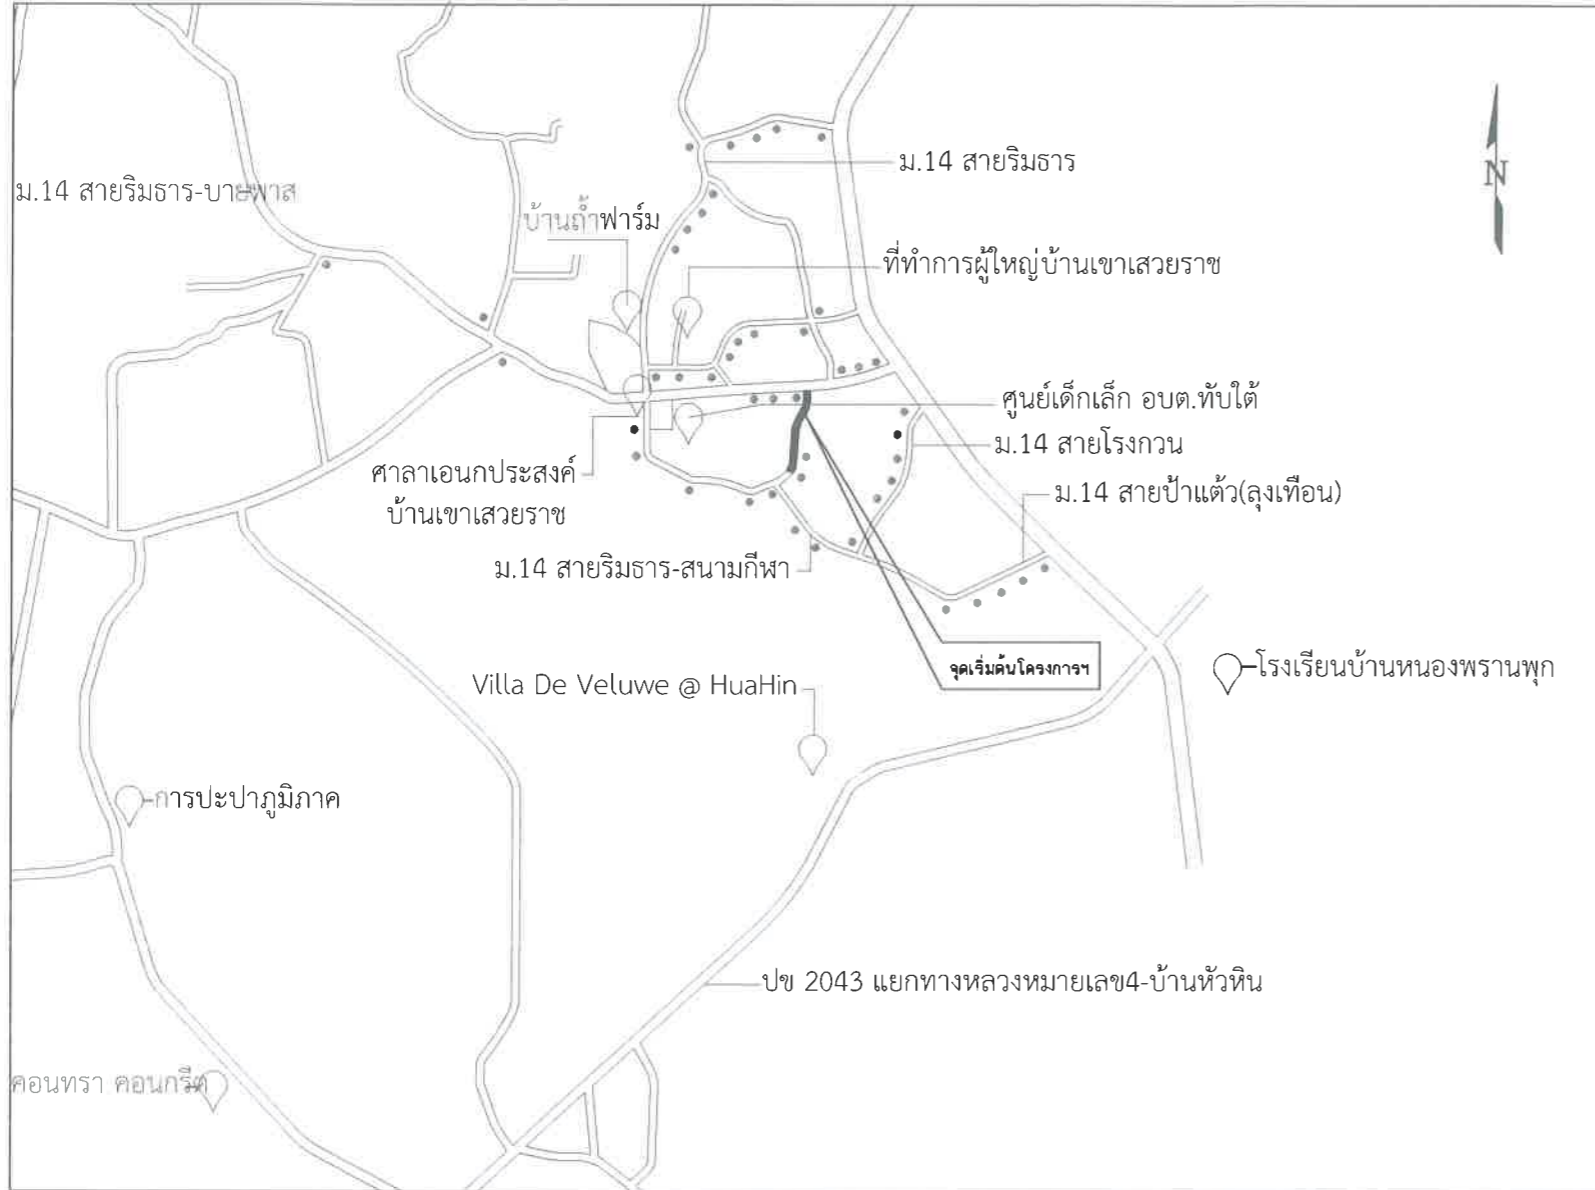 ม.14 สายริมธาร
N
ม.14 สายริมธาร-บายพาส
บ้านถ้ำฟาร์ม
ที่ทำการผู้ใหญ่บ้านเขาเสวยราช
ศูนย์เด็กเล็ก อบต.ทับใต้
ม.14 สายโรงกวน
ศาลาเอนกประสงค์
บ้านเขาเสวยราช
ม.14 สายป้าแต้ว(ลุงเทือน)
ม.14 สายริมธาร-สนามกีฬา
จุดเริ่มต้นโครงการฯ
โรงเรียนบ้านหนองพรานพุก
Villa De Veluwe @ HuaHin
การปะปาภูมิภาค
ปข 2043 แยกทางหลวงหมายเลข4-บ้านหัวหิน
คอนทรา คอนกรีต